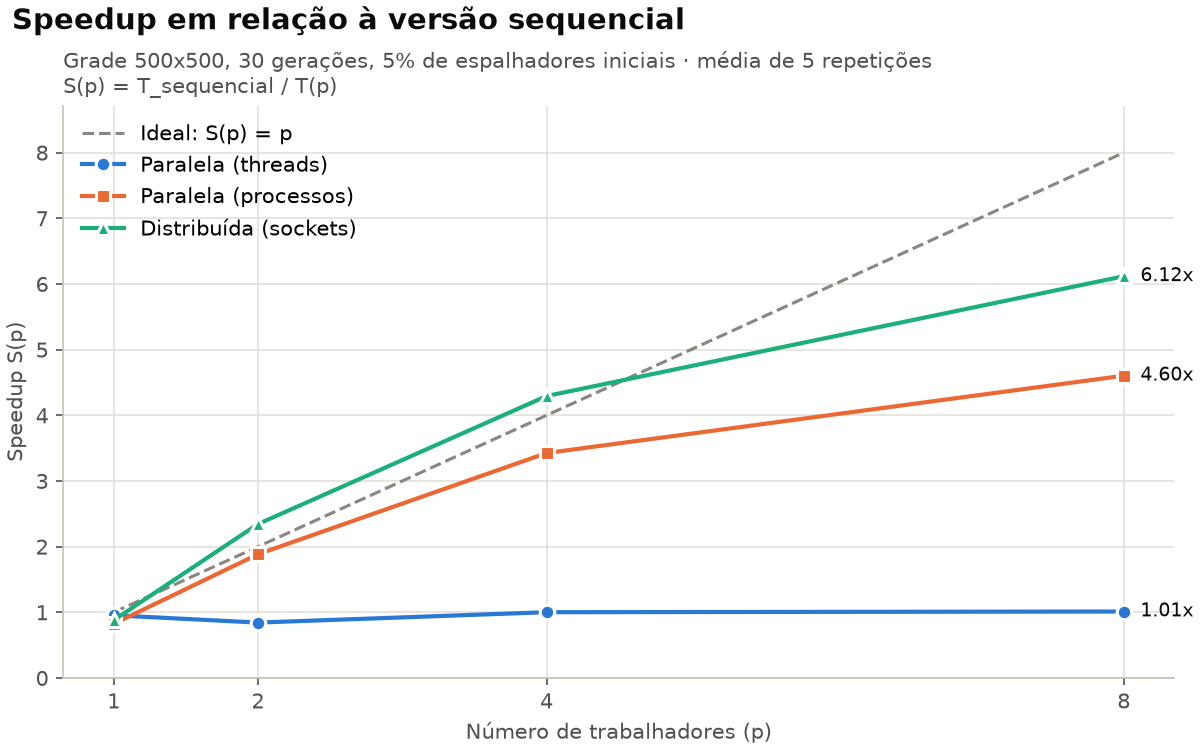 Speedup em relação à versão sequencial
Grade 500x500, 30 gerações, 5% de espalhadores iniciais · média de 5 repetições
S(p) = T_sequencial / T(p)
Ideal: S(p) = p
Paralela (threads)
Paralela (processos)
Distribuída (sockets)
8
7
6
5
4
3
2
1
0
Speedup S(p)
6.12x
4.60x
1.01x
1
2
4
8
Número de trabalhadores (p)